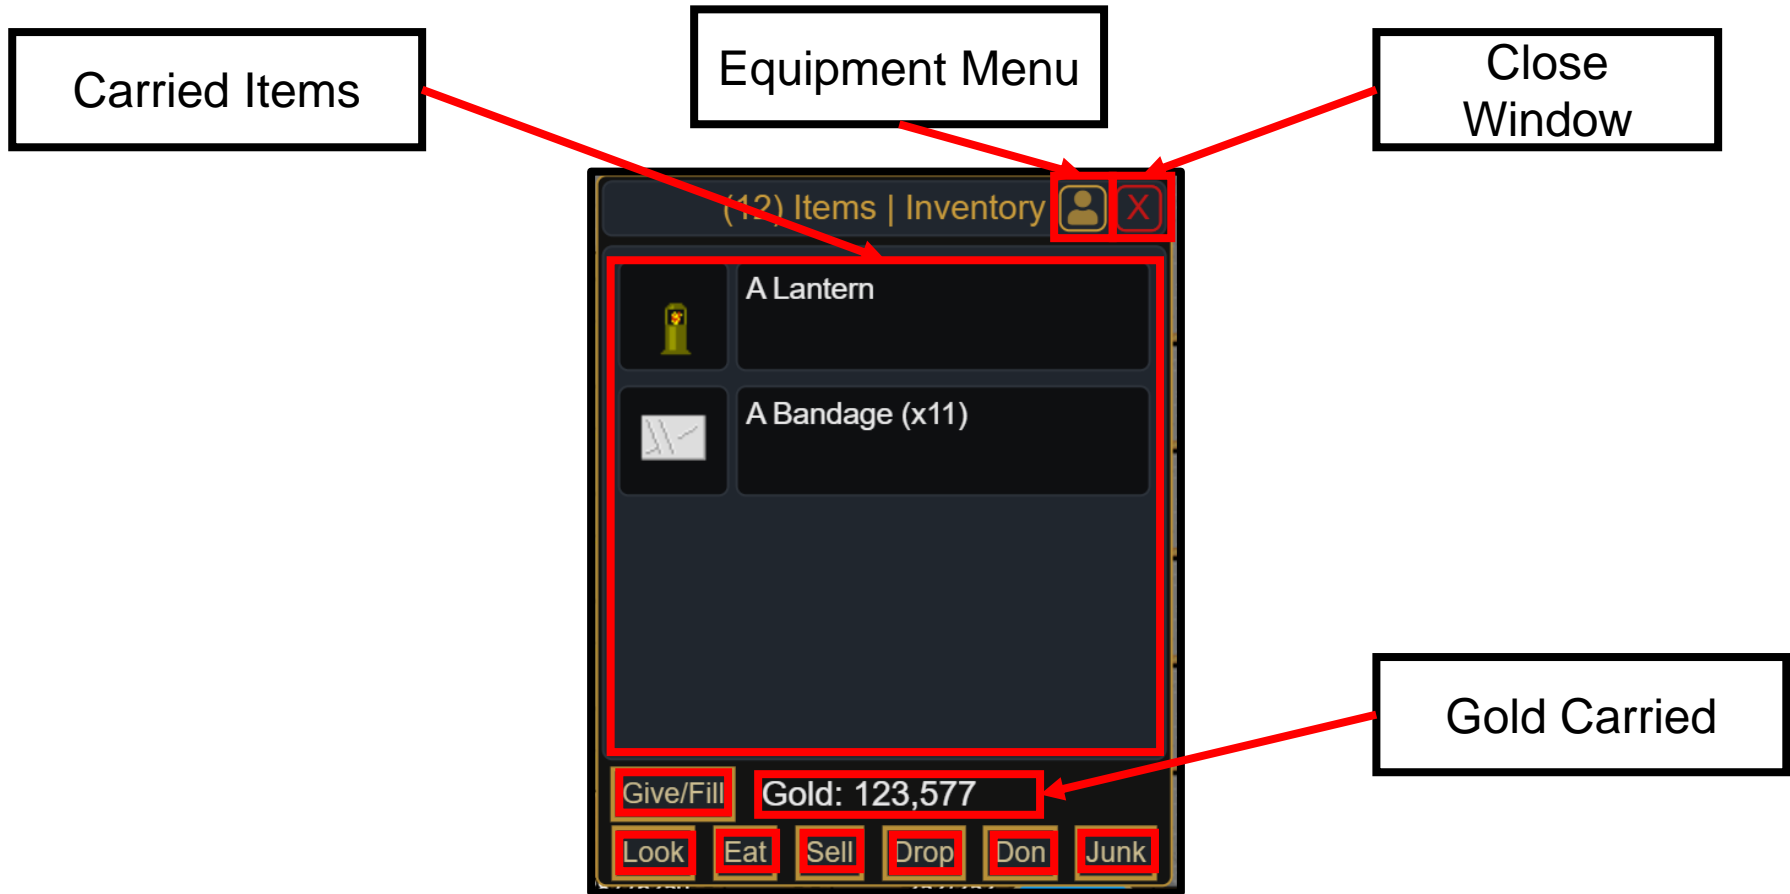 Carried Items
Equipment Menu
Close
Window
(12) Items | Inventory
X
A Lantern
A Bandage (x11)
Gold Carried
Give/Fill
Gold: 123,577
Look
Eat
Sell
Drop
Don
Junk